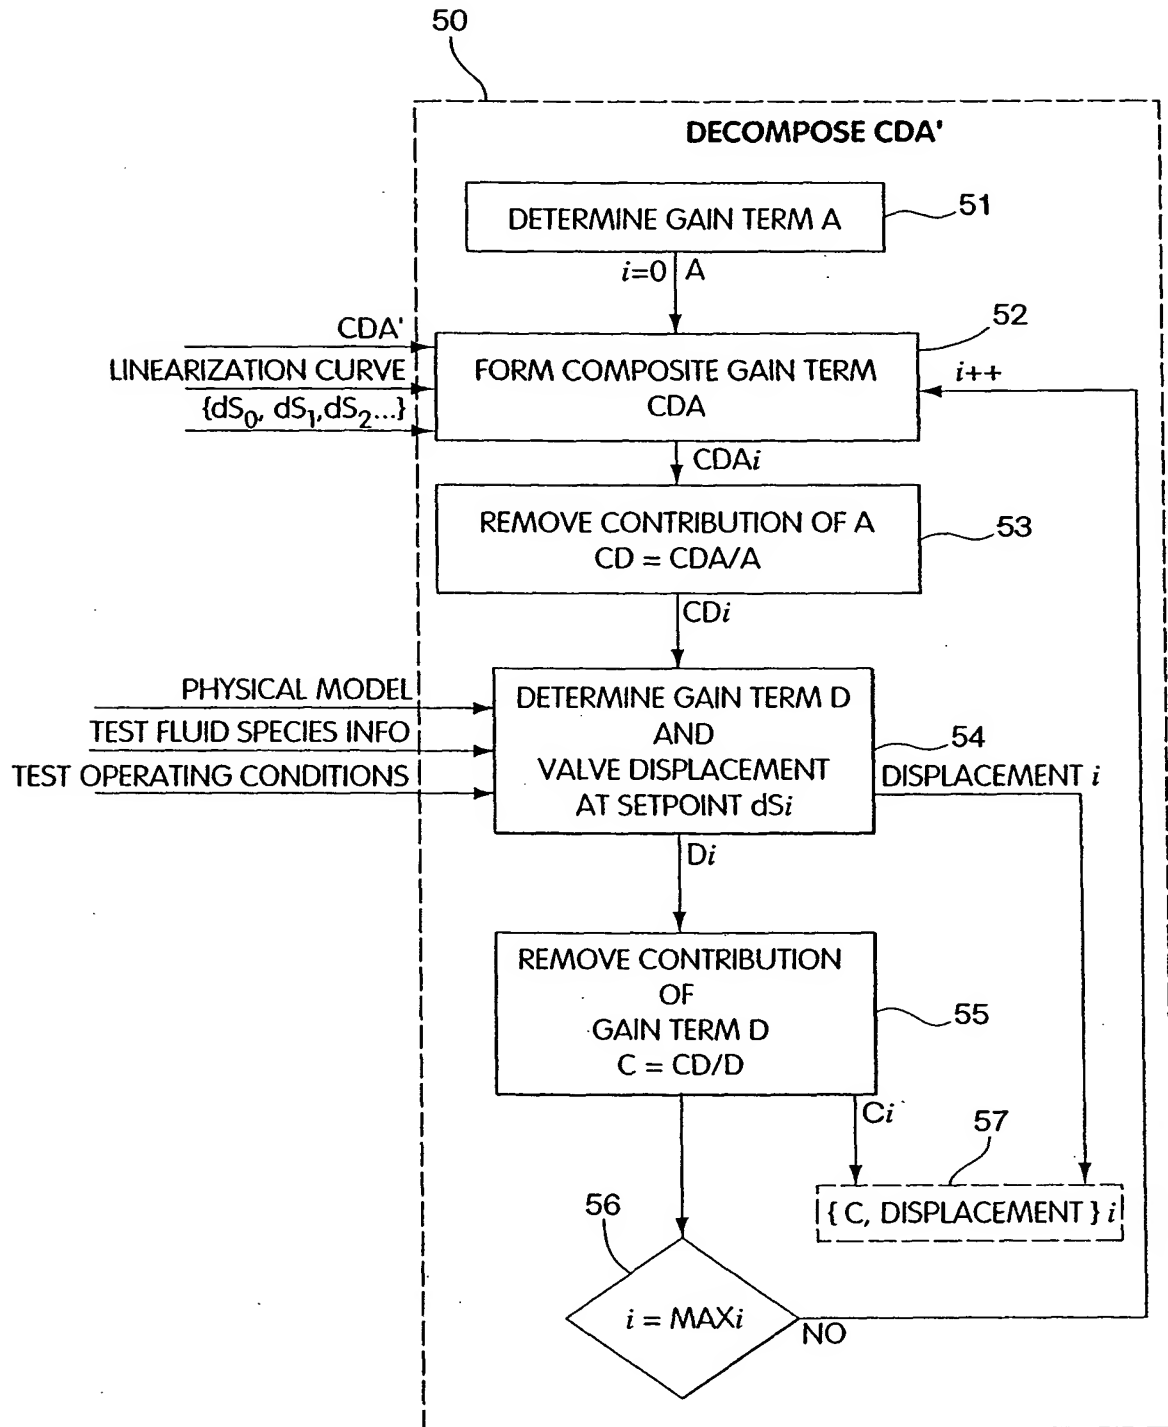 50
DECOMPOSE CDA'
DETERMINE GAIN TERM A
51
i=0
A
CDA'
LINEARIZATION CURVE
{dS0, dS1,dS2...}
FORM COMPOSITE GAIN TERM
CDA
52
i++
CDAi
REMOVE CONTRIBUTION OF A
CD = CDA/A
53
CDi
PHYSICAL MODEL
TEST FLUID SPECIES INFO
TEST OPERATING CONDITIONS
DETERMINE GAIN TERM D
AND
VALVE DISPLACEMENT
AT SETPOINT dSi
54
DISPLACEMENT i
Di
REMOVE CONTRIBUTION
OF
GAIN TERM D
C = CD/D
55
Ci
57
{ C, DISPLACEMENT } i
56
i = MAXi
NO